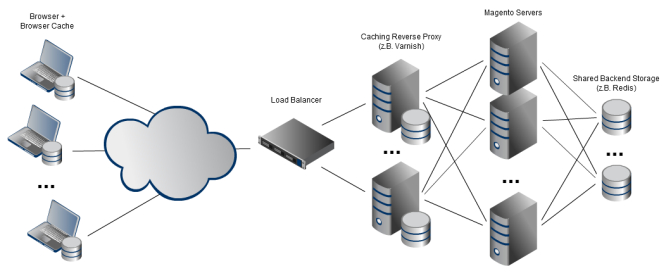 Browser +
Browser Cache
...
Load Balancer
Caching Reverse Proxy
(z.B. Varnish)
...
Magento Servers
...
Shared Backend Storage
(z.B. Redis)
...